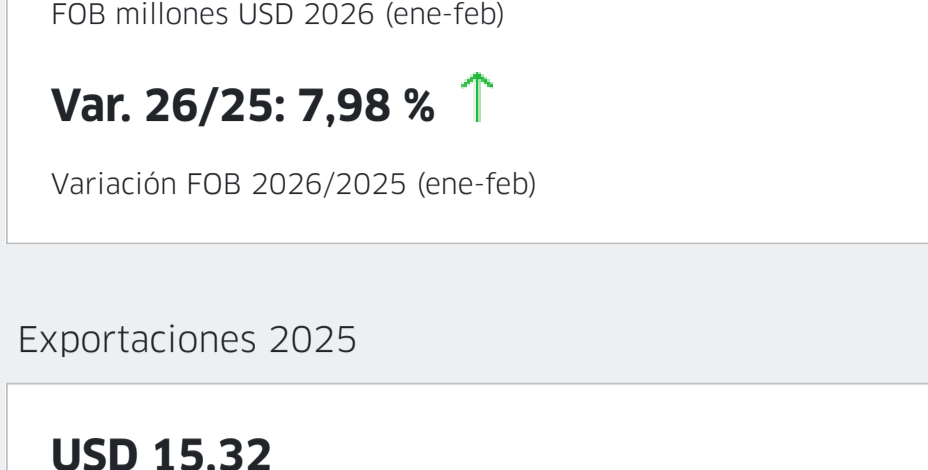 FOB millones USD 2026 (ene-feb)
Var. 26/25: 7,98 %
Variación FOB 2026/2025 (ene-feb)
Exportaciones 2025
USD 15,32